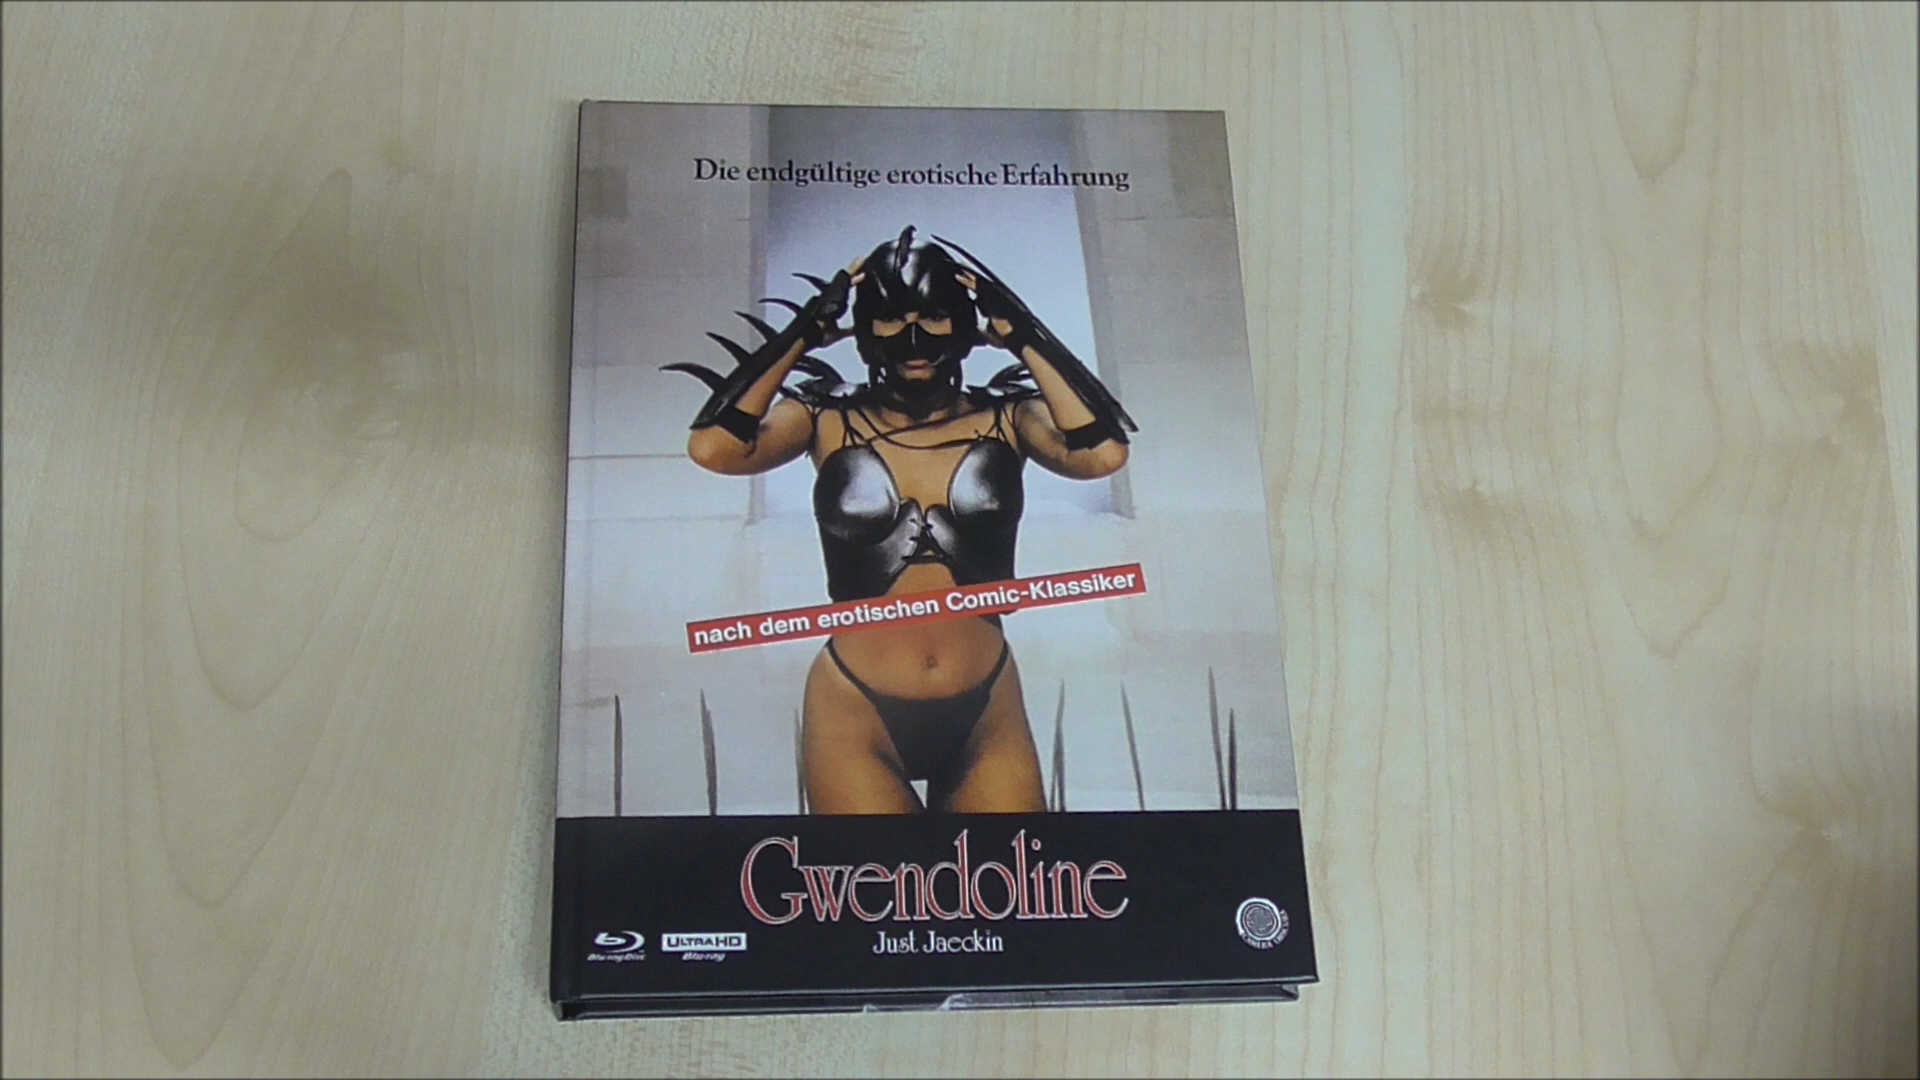 Die endgültige erotische Erfahrung
nach dem erotischen Comic-Klassiker
Gwendoline
Just Jaeckin
Blu-ray Disc
ULTRA HD
Blu-ray